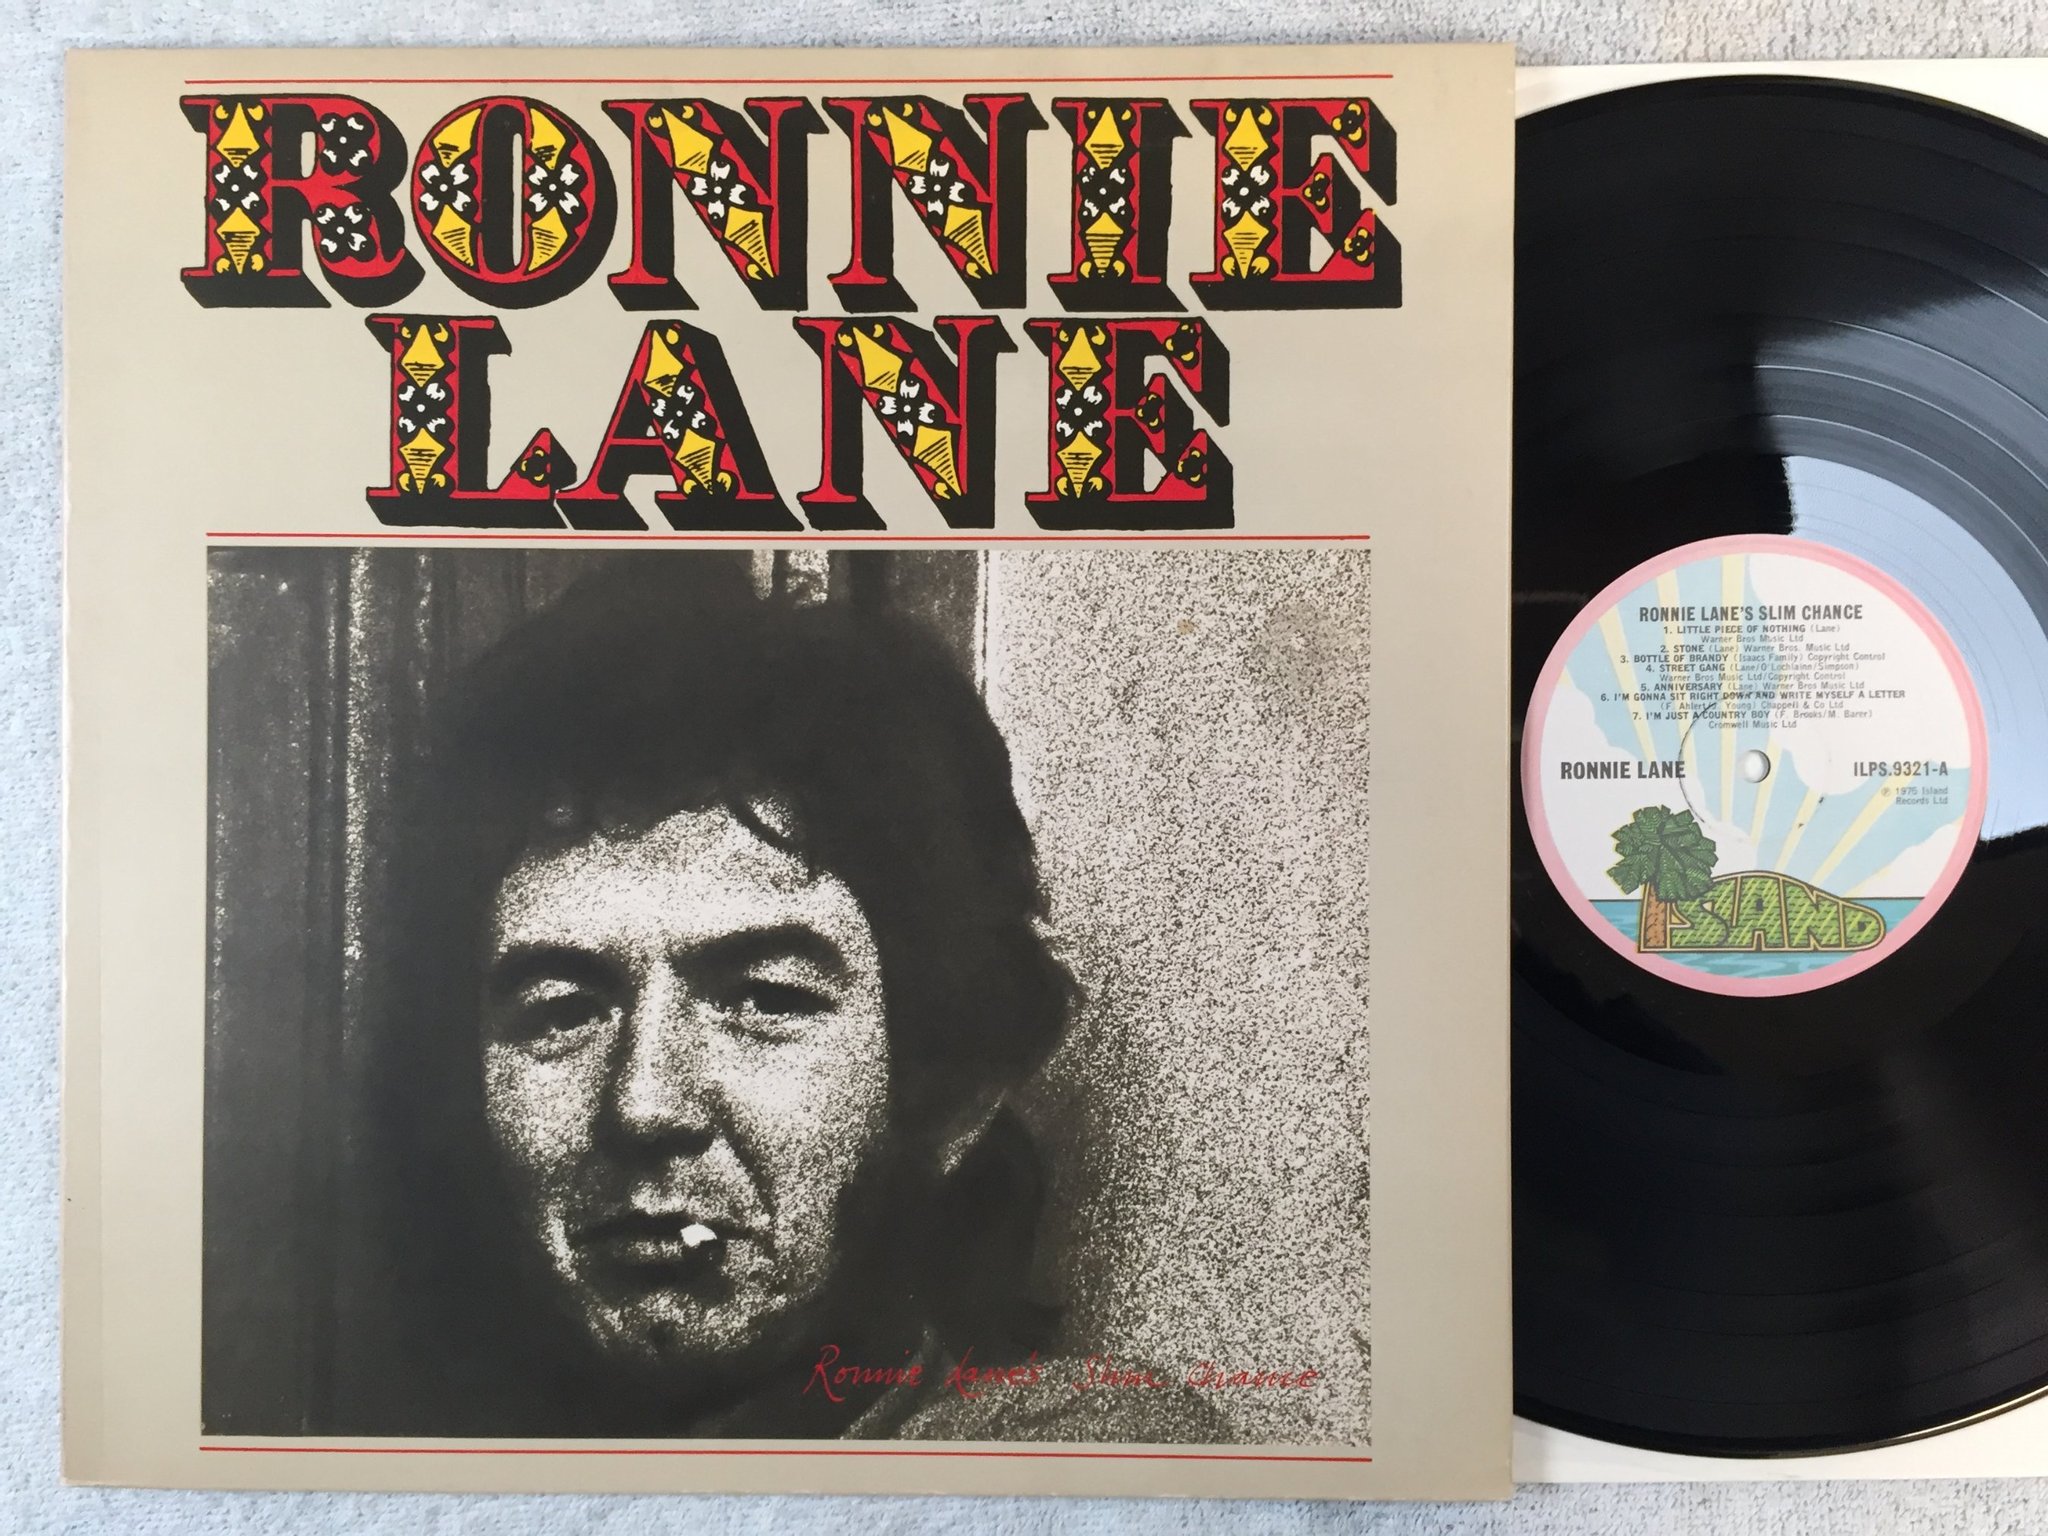 RONNIE
LANE
Ronnie Lane's Slim Chance
RONNIE LANE'S SLIM CHANCE
1. LITTLE PIECE OF NOTHING (Lane)
Warner Bros Music Ltd
2. STONE (Lane) Warner Bros. Music Ltd
3. BOTTLE OF BRANDY (Isaacs Family) Copyright Control
4. STREET GANG (Lane/O'Lochlainn/Simpson)
Warner Bros Music Ltd/Copyright Control
5. ANNIVERSARY (Lane) Warner Bros Music Ltd
6. I'M GONNA SIT RIGHT DOWN AND WRITE MYSELF A LETTER
(F. Ahlert/J. Young) Chappell & Co Ltd
7. I'M JUST A COUNTRY BOY (F. Brooks/M. Barer)
Cromwell Music Ltd
RONNIE LANE
ILPS.9321-A
℗ 1975 Island
Records Ltd
ISLAND